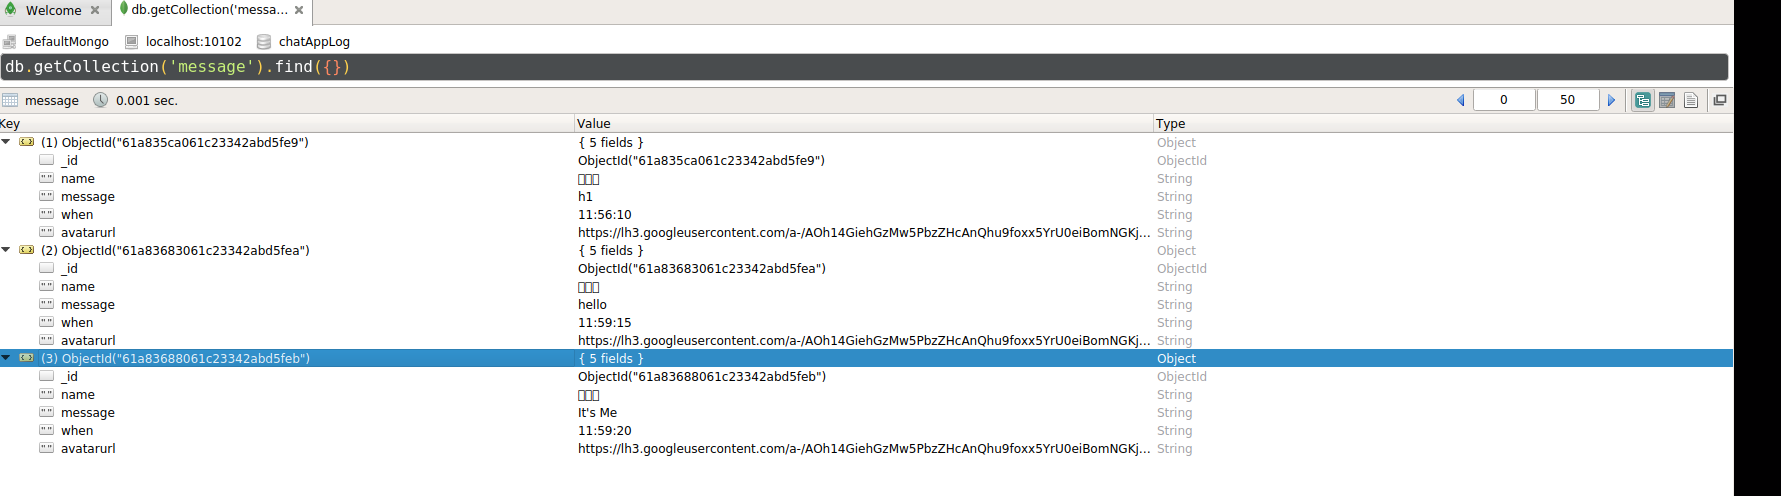 Welcome
db.getCollection('messa...
DefaultMongo localhost:10102 chatAppLog
db.getCollection('message').find({})
message 0.001 sec. 0 50
Key Value Type
(1) ObjectId("61a835ca061c23342abd5fe9") { 5 fields } Object
_id ObjectId("61a835ca061c23342abd5fe9") ObjectId
name String
message h1 String
when 11:56:10 String
avatarurl https://lh3.googleusercontent.com/a-/AOh14GiehGzMw5PbzZHcAnQhu9foxx5YrU0eiBomNGKj... String
(2) ObjectId("61a83683061c23342abd5fea") { 5 fields } Object
_id ObjectId("61a83683061c23342abd5fea") ObjectId
name String
message hello String
when 11:59:15 String
avatarurl https://lh3.googleusercontent.com/a-/AOh14GiehGzMw5PbzZHcAnQhu9foxx5YrU0eiBomNGKj... String
(3) ObjectId("61a83688061c23342abd5feb") { 5 fields } Object
_id ObjectId("61a83688061c23342abd5feb") ObjectId
name String
message It's Me String
when 11:59:20 String
avatarurl https://lh3.googleusercontent.com/a-/AOh14GiehGzMw5PbzZHcAnQhu9foxx5YrU0eiBomNGKj... String